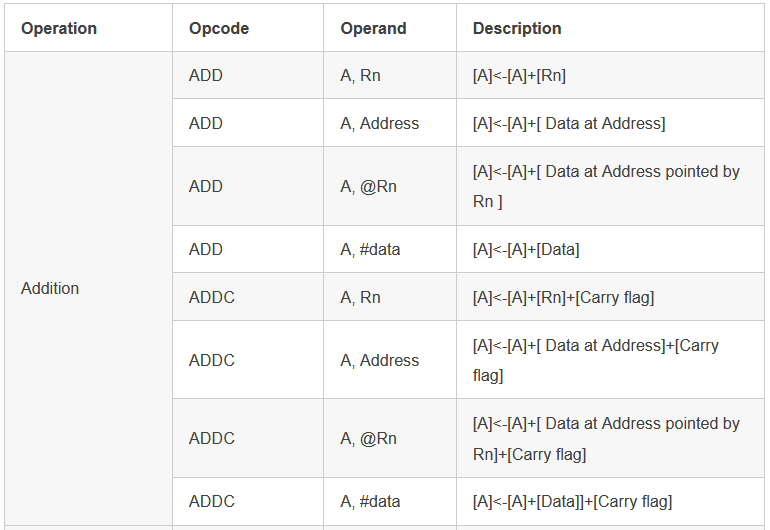 Operation Opcode Operand Description
ADD A, Rn [A]<-[A]+[Rn]
ADD A, Address [A]<-[A]+[ Data at Address]
ADD A, @Rn [A]<-[A]+[ Data at Address pointed by
Rn ]
ADD A, #data [A]<-[A]+[Data]
Addition
ADDC A, Rn [A]<-[A]+[Rn]+[Carry flag]
ADDC A, Address [A]<-[A]+[ Data at Address]+[Carry
flag]
ADDC A, @Rn [A]<-[A]+[ Data at Address pointed by
Rn]+[Carry flag]
ADDC A, #data [A]<-[A]+[Data]]+[Carry flag]